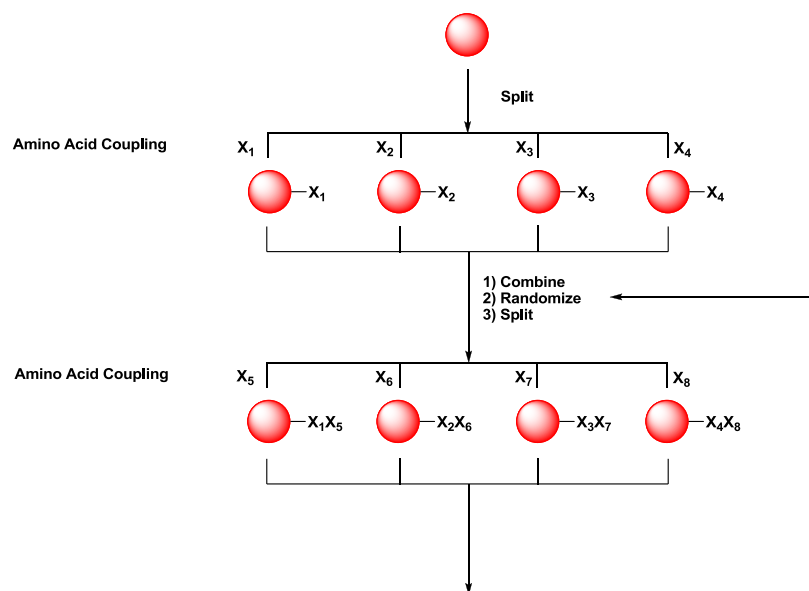 Split
Amino Acid Coupling
X₁ X₂ X₃ X₄
X₁ X₂ X₃ X₄
1) Combine
2) Randomize
3) Split
Amino Acid Coupling
X₅ X₆ X₇ X₈
X₁X₅ X₂X₆ X₃X₇ X₄X₈